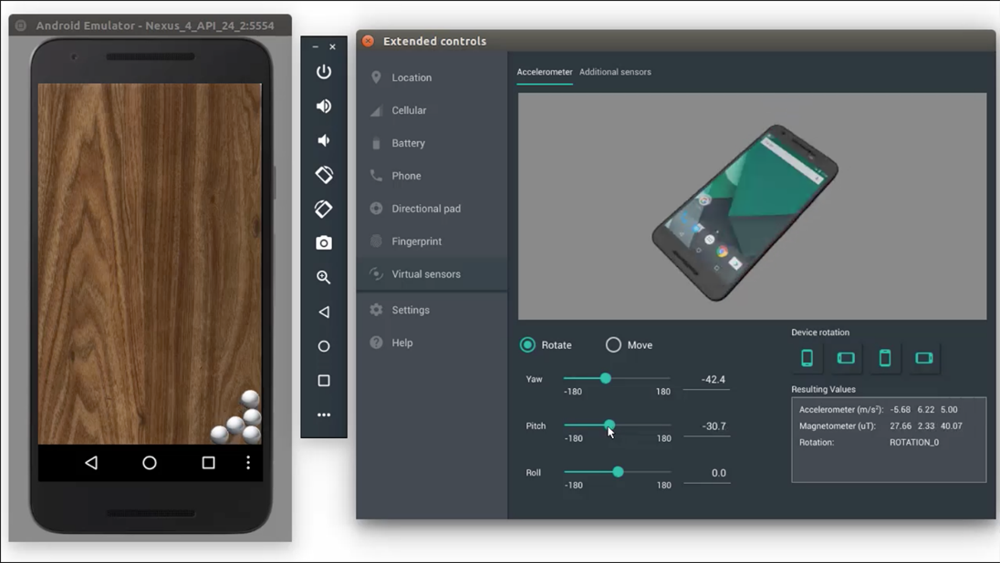 Android Emulator - Nexus_4_API_24_2:5554
Extended controls
Location
Cellular
Battery
Phone
Directional pad
Fingerprint
Virtual sensors
Settings
Help
Accelerometer Additional sensors
Rotate Move
Yaw -42.4
-180 180
Pitch -30.7
-180 180
Roll 0.0
-180 180
Device rotation
Resulting Values
Accelerometer (m/s²): -5.68 6.22 5.00
Magnetometer (uT): 27.66 2.33 40.07
Rotation: ROTATION_0